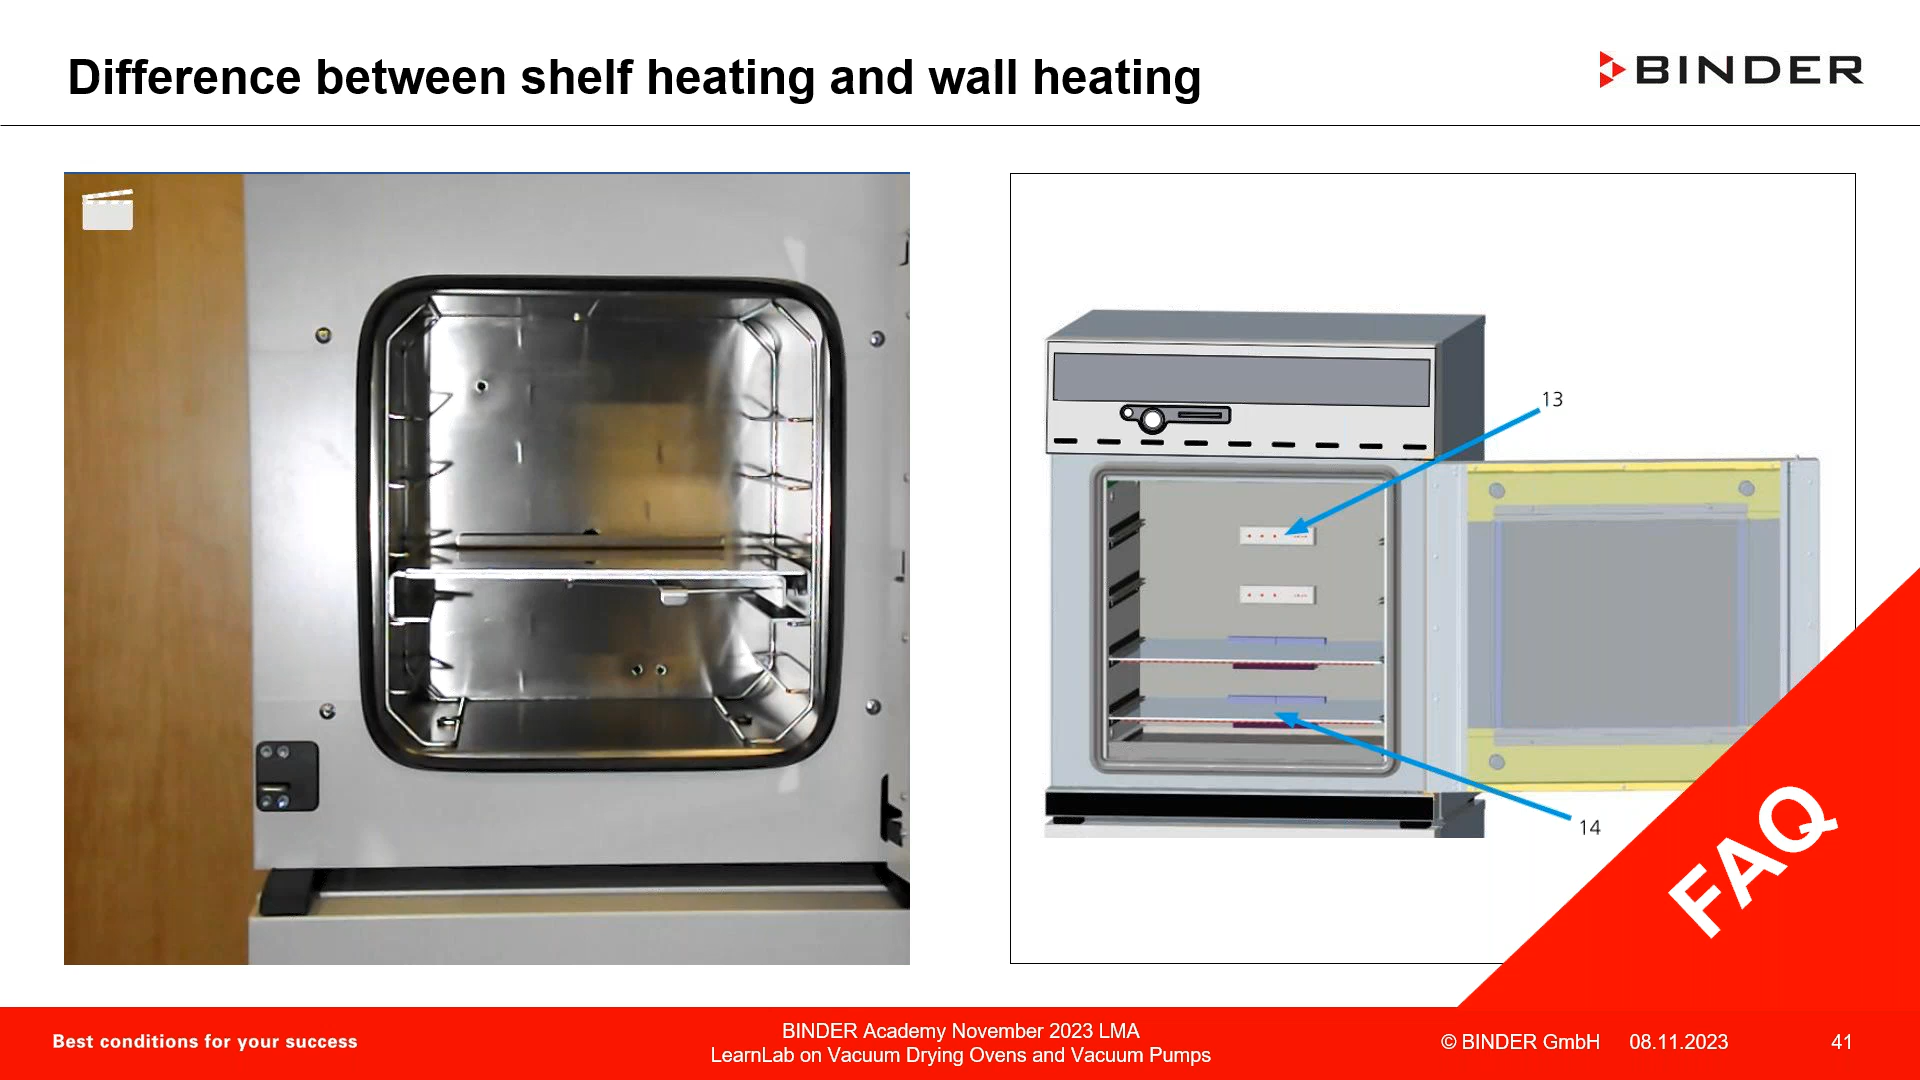 Difference between shelf heating and wall heating
BINDER
13
14
FAQ
Best conditions for your success
BINDER Academy November 2023 LMA
LearnLab on Vacuum Drying Ovens and Vacuum Pumps
© BINDER GmbH 08.11.2023 41